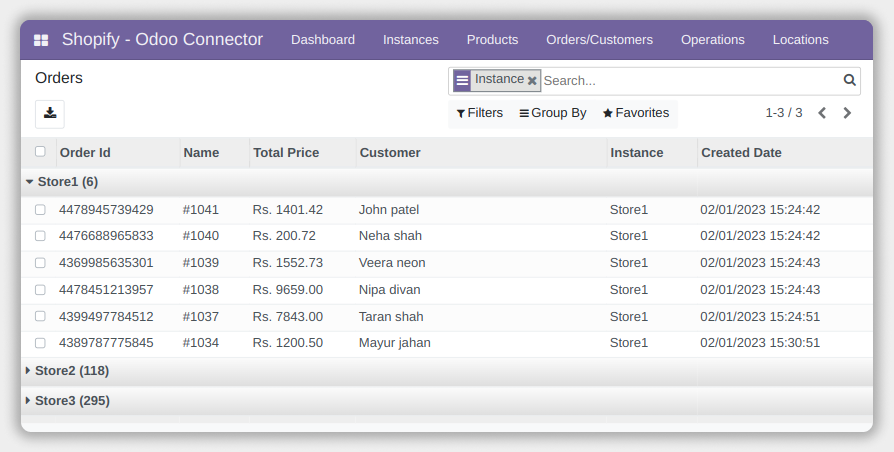 Shopify - Odoo Connector Dashboard Instances Products Orders/Customers Operations Locations
Orders Instance Search...
Filters Group By Favorites 1-3 / 3
Order Id Name Total Price Customer Instance Created Date
Store1 (6)
4478945739429 #1041 Rs. 1401.42 John patel Store1 02/01/2023 15:24:42
4476688965833 #1040 Rs. 200.72 Neha shah Store1 02/01/2023 15:24:42
4369985635301 #1039 Rs. 1552.73 Veera neon Store1 02/01/2023 15:24:43
4478451213957 #1038 Rs. 9659.00 Nipa divan Store1 02/01/2023 15:24:43
4399497784512 #1037 Rs. 7843.00 Taran shah Store1 02/01/2023 15:24:51
4389787775845 #1034 Rs. 1200.50 Mayur jahan Store1 02/01/2023 15:30:51
Store2 (118)
Store3 (295)